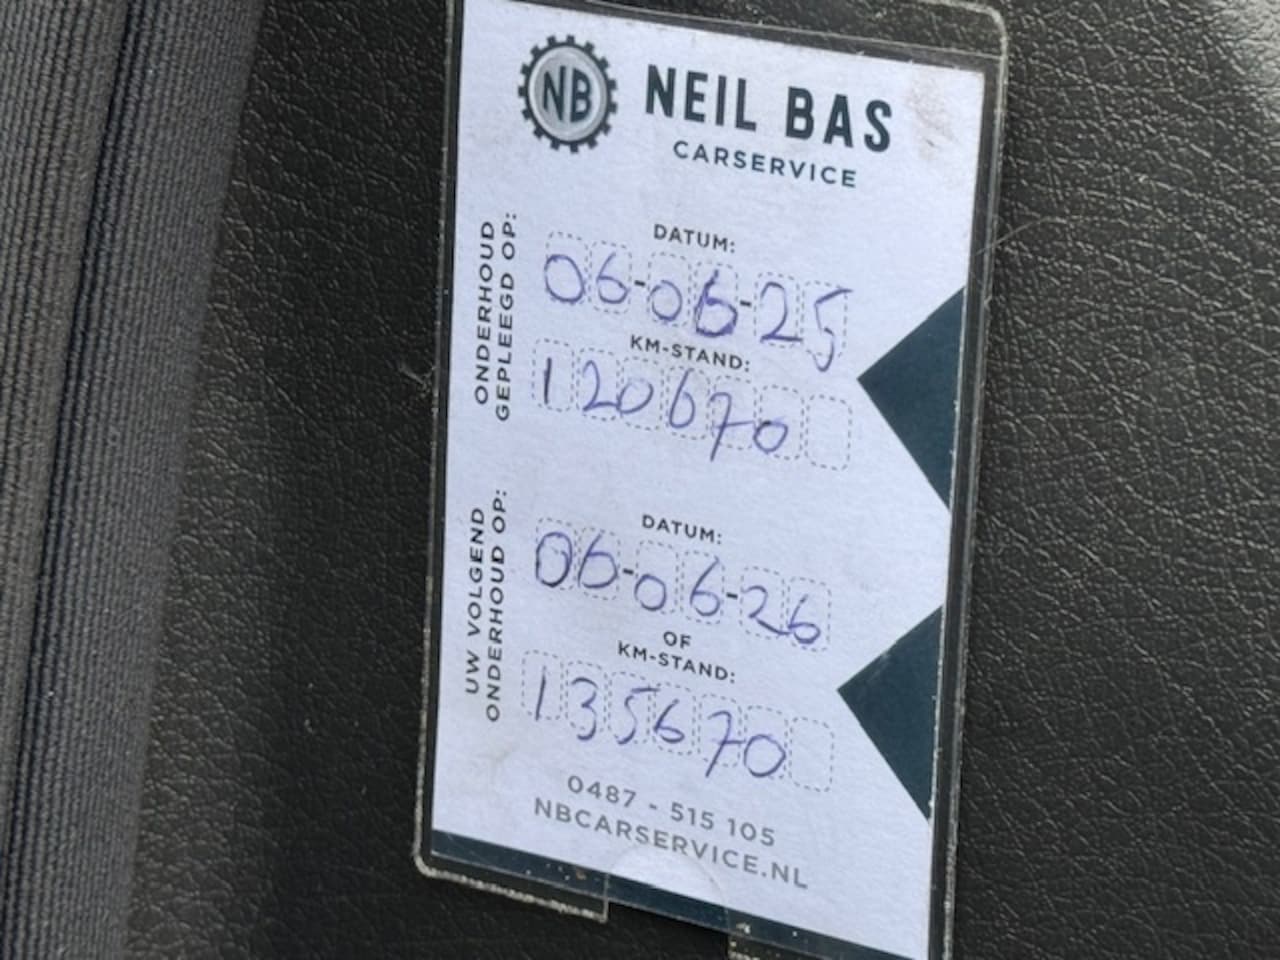 NB
NEIL BAS
CARSERVICE
ONDERHOUD
GEPLEEGD OP:
DATUM:
06-06-25
KM-STAND:
120670
UW VOLGEND
ONDERHOUD OP:
DATUM:
06-06-26
OF
KM-STAND:
135670
0487 - 515 105
NBCARSERVICE.NL